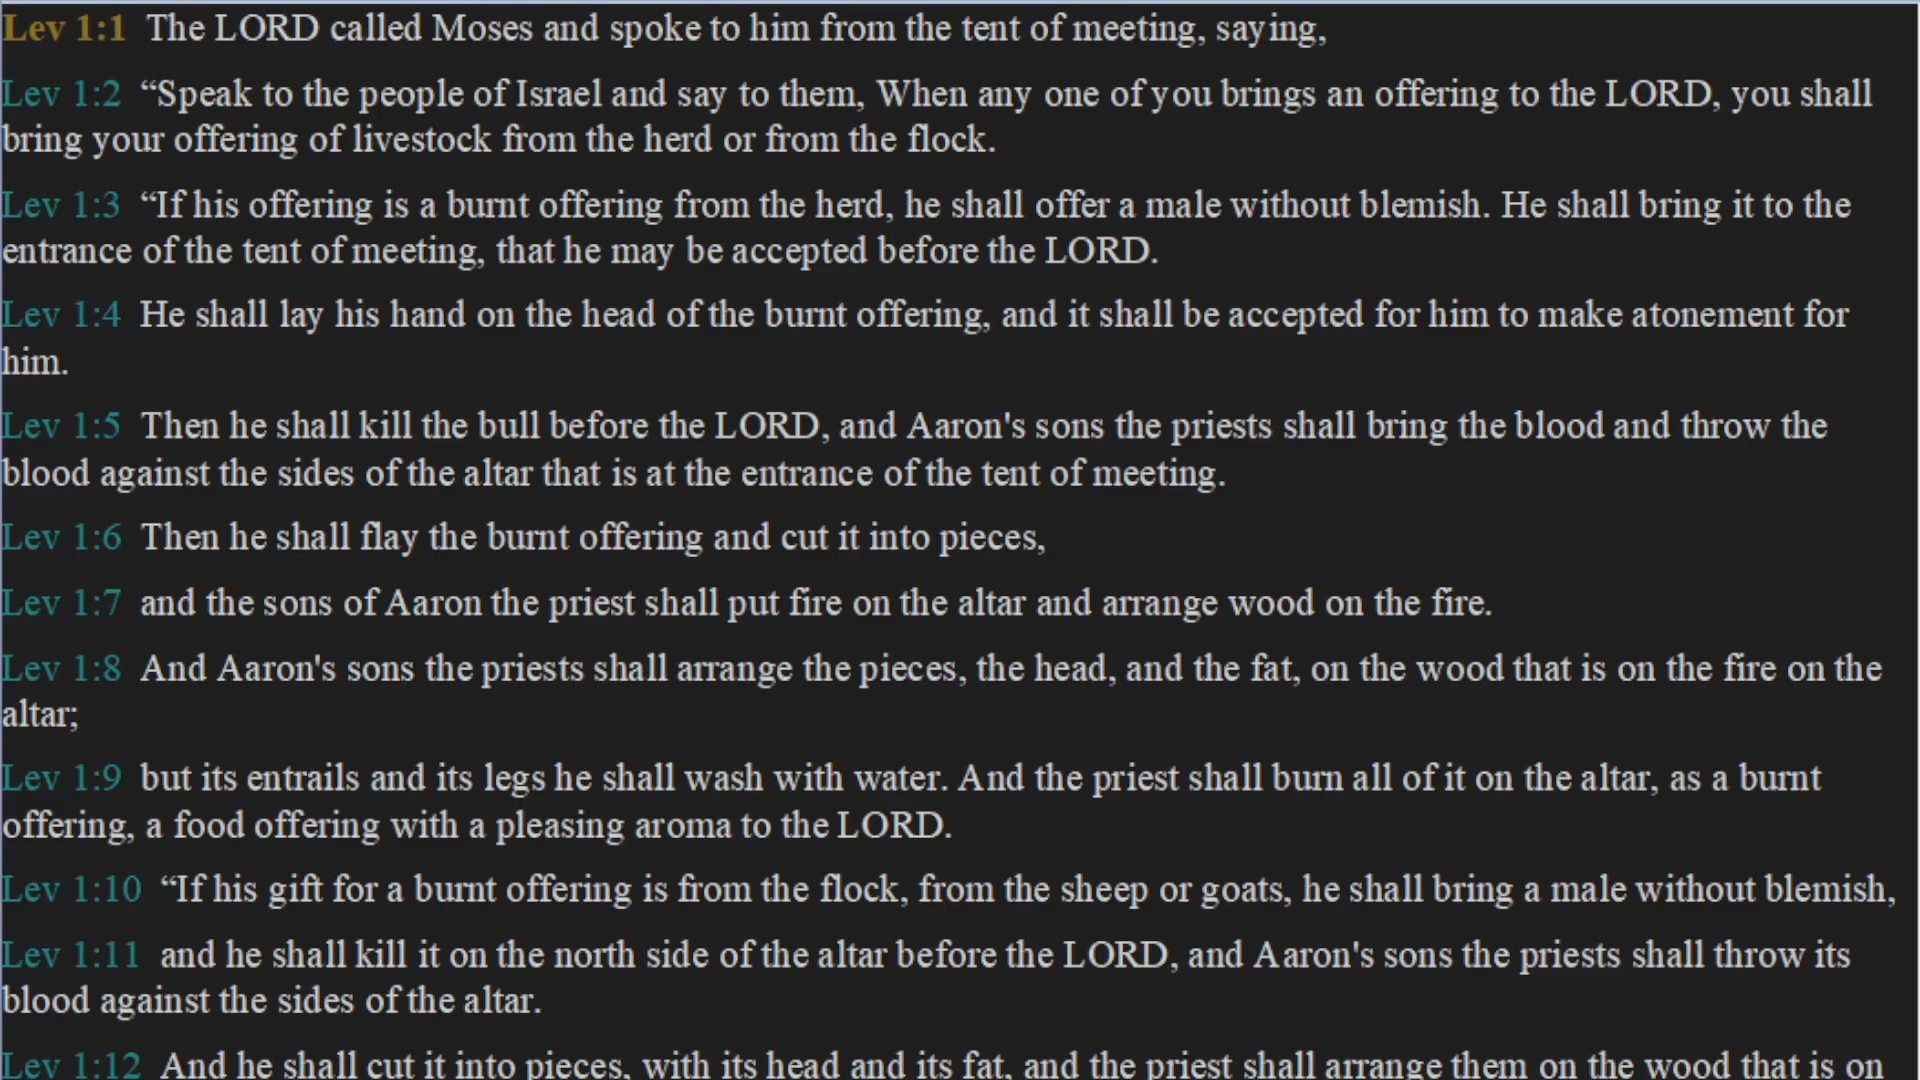 Lev 1:1 The LORD called Moses and spoke to him from the tent of meeting, saying,
Lev 1:2 “Speak to the people of Israel and say to them, When any one of you brings an offering to the LORD, you shall
bring your offering of livestock from the herd or from the flock.
Lev 1:3 “If his offering is a burnt offering from the herd, he shall offer a male without blemish. He shall bring it to the
entrance of the tent of meeting, that he may be accepted before the LORD.
Lev 1:4 He shall lay his hand on the head of the burnt offering, and it shall be accepted for him to make atonement for
him.
Lev 1:5 Then he shall kill the bull before the LORD, and Aaron's sons the priests shall bring the blood and throw the
blood against the sides of the altar that is at the entrance of the tent of meeting.
Lev 1:6 Then he shall flay the burnt offering and cut it into pieces,
Lev 1:7 and the sons of Aaron the priest shall put fire on the altar and arrange wood on the fire.
Lev 1:8 And Aaron's sons the priests shall arrange the pieces, the head, and the fat, on the wood that is on the fire on the
altar;
Lev 1:9 but its entrails and its legs he shall wash with water. And the priest shall burn all of it on the altar, as a burnt
offering, a food offering with a pleasing aroma to the LORD.
Lev 1:10 “If his gift for a burnt offering is from the flock, from the sheep or goats, he shall bring a male without blemish,
Lev 1:11 and he shall kill it on the north side of the altar before the LORD, and Aaron's sons the priests shall throw its
blood against the sides of the altar.
Lev 1:12 And he shall cut it into pieces, with its head and its fat, and the priest shall arrange them on the wood that is on